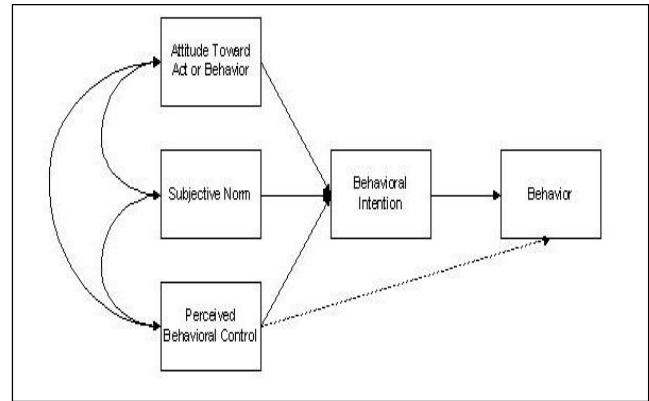 Attitude Toward
Act or Behavior
Subjective Norm
Behavioral
Intention
Behavior
Perceived
Behavioral Control